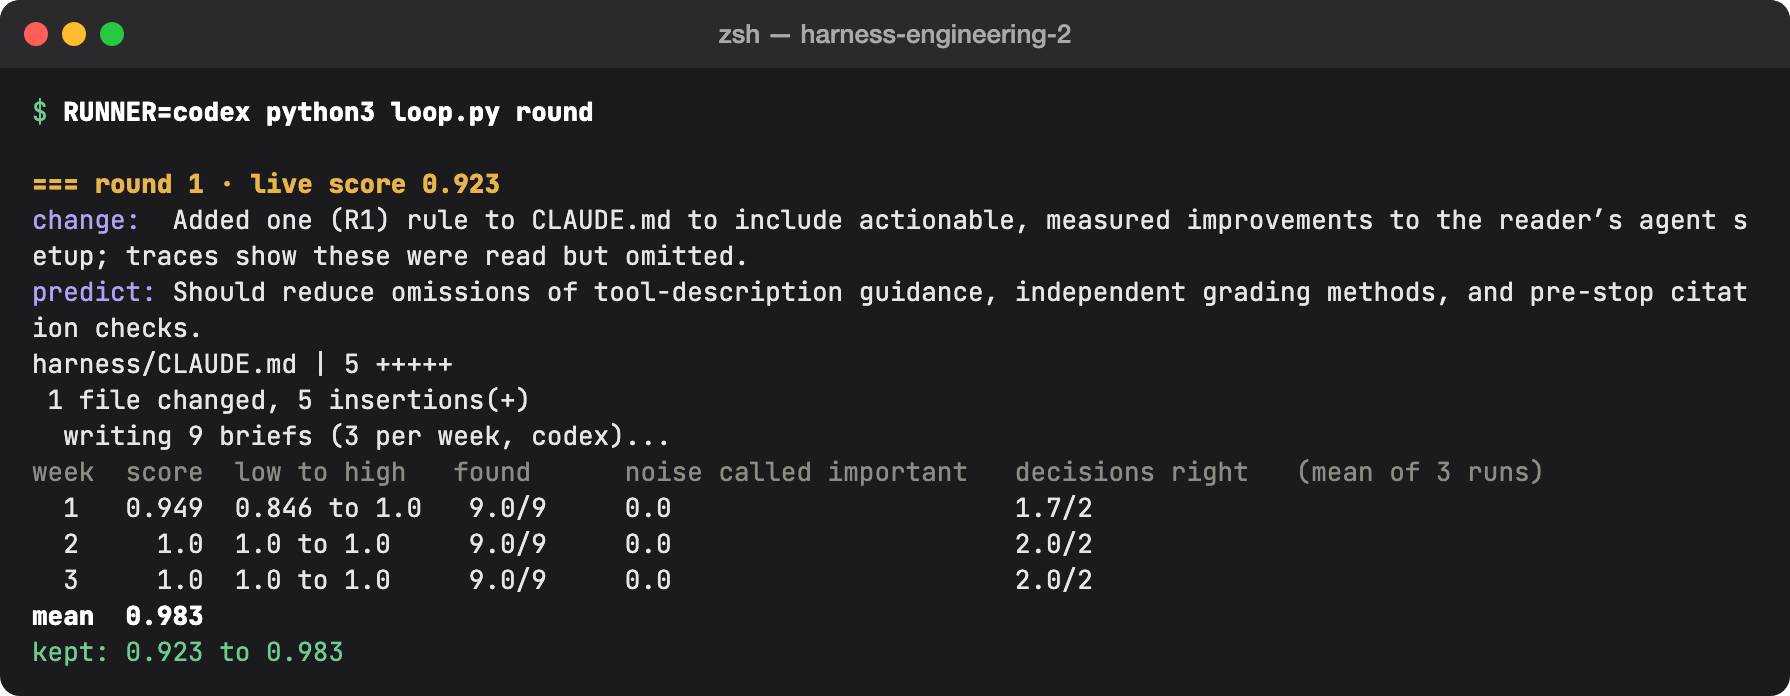 zsh — harness-engineering-2
$ RUNNER=codex python3 loop.py round
=== round 1 · live score 0.923
change:  Added one (R1) rule to CLAUDE.md to include actionable, measured improvements to the reader’s agent s
etup; traces show these were read but omitted.
predict: Should reduce omissions of tool-description guidance, independent grading methods, and pre-stop citat
ion checks.
harness/CLAUDE.md | 5 +++++
 1 file changed, 5 insertions(+)
  writing 9 briefs (3 per week, codex)...
week  score  low to high   found      noise called important   decisions right   (mean of 3 runs)
  1   0.949  0.846 to 1.0   9.0/9     0.0                      1.7/2
  2     1.0  1.0 to 1.0     9.0/9     0.0                      2.0/2
  3     1.0  1.0 to 1.0     9.0/9     0.0                      2.0/2
mean  0.983
kept: 0.923 to 0.983